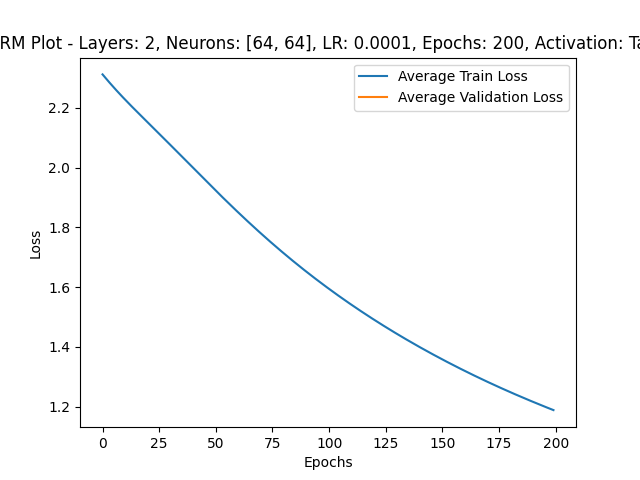 RM Plot - Layers: 2, Neurons: [64, 64], LR: 0.0001, Epochs: 200, Activation: Ta
Average Train Loss
Average Validation Loss
2.2
2.0
1.8
1.6
1.4
1.2
Loss
0 25 50 75 100 125 150 175 200
Epochs